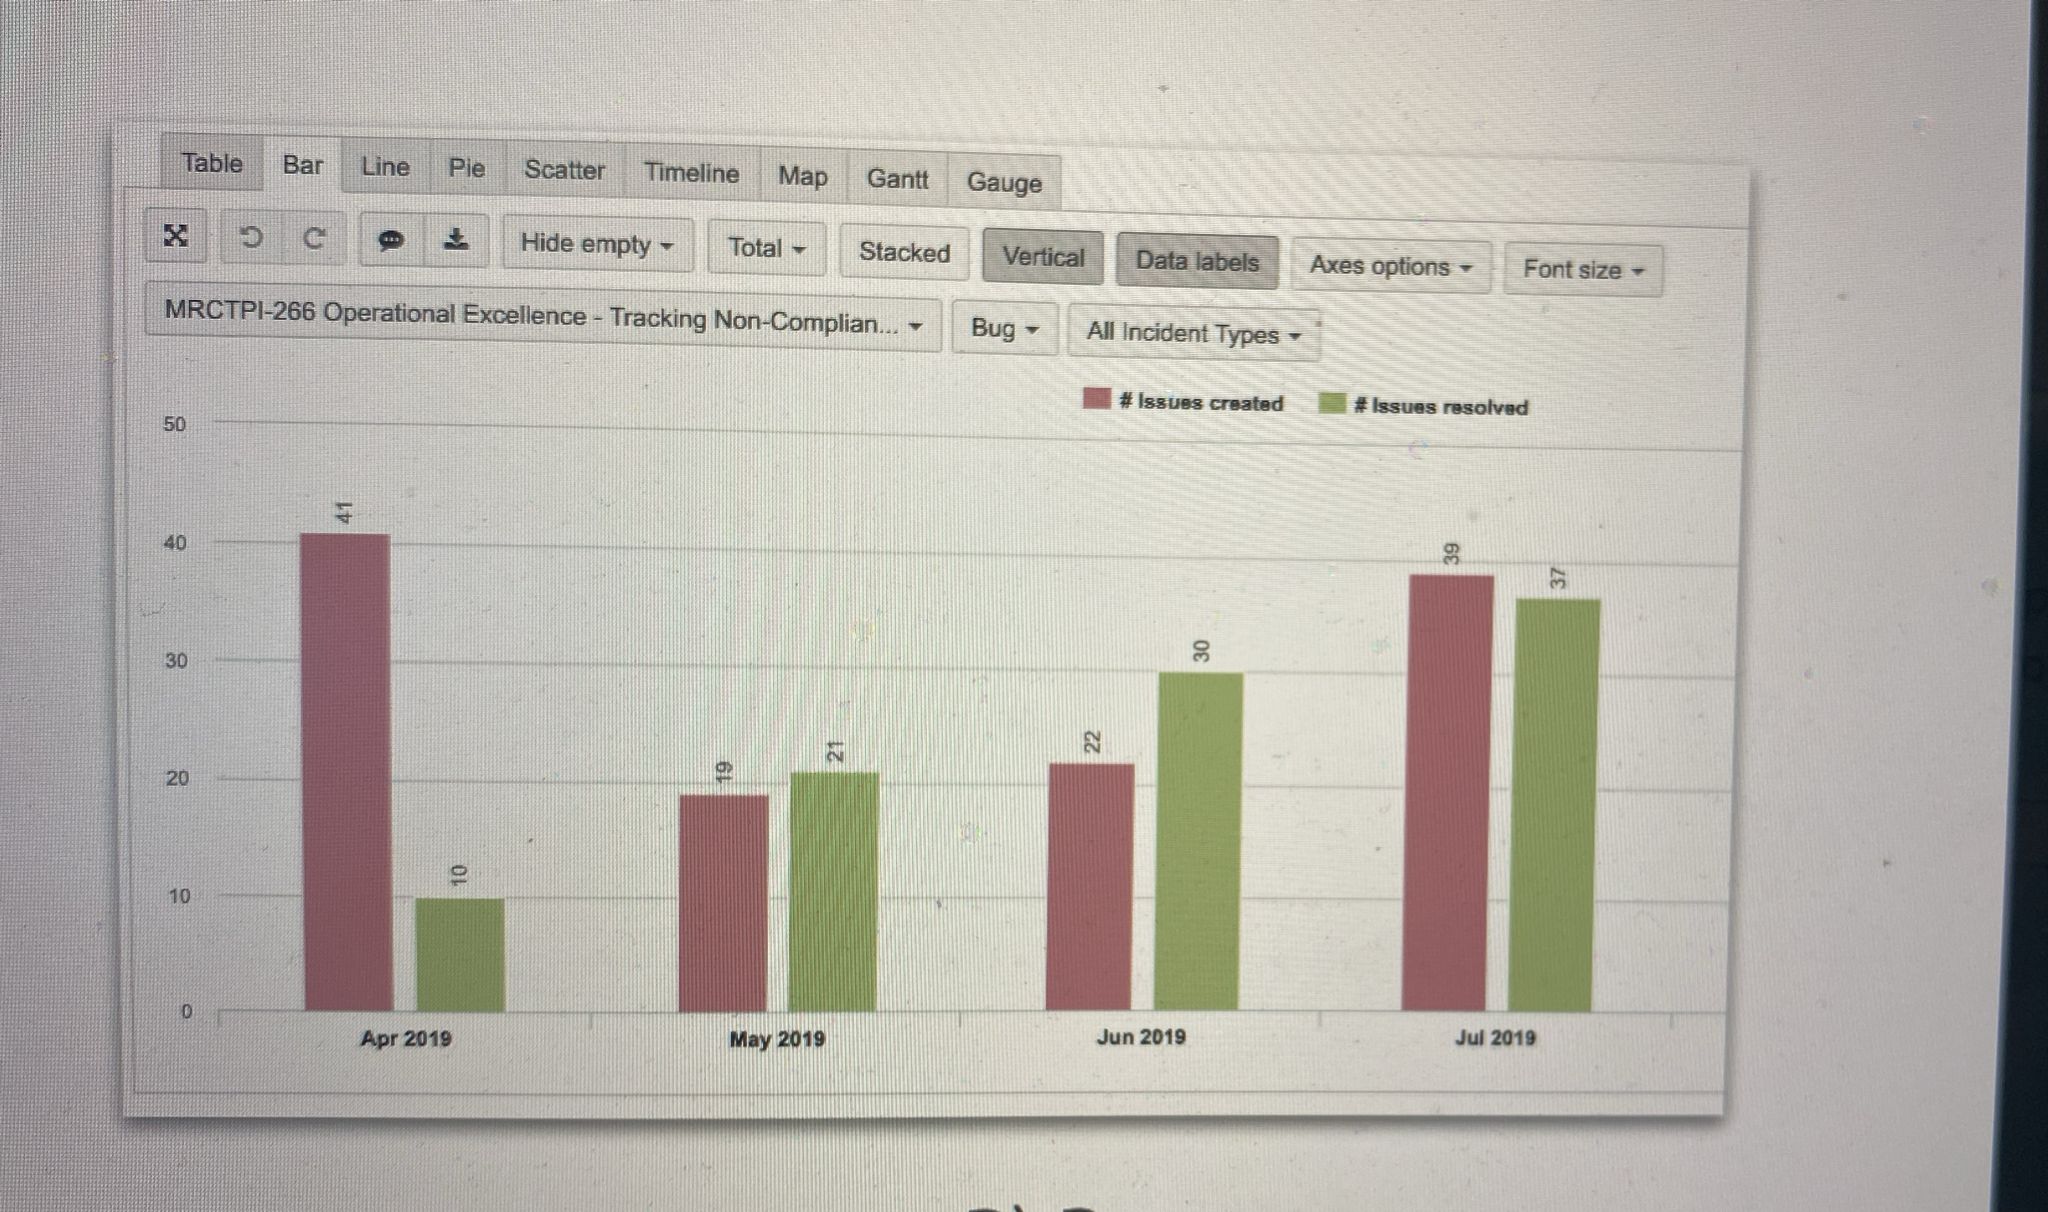 Table Bar Line Pie Scatter Timeline Map Gantt Gauge
Hide empty Total Stacked Vertical Data labels Axes options Font size
MRCTPI-266 Operational Excellence - Tracking Non-Complian... Bug All Incident Types
# Issues created # Issues resolved
50
41
40
39
37
30
30
22
21
20
19
10
10
0
Apr 2019 May 2019 Jun 2019 Jul 2019